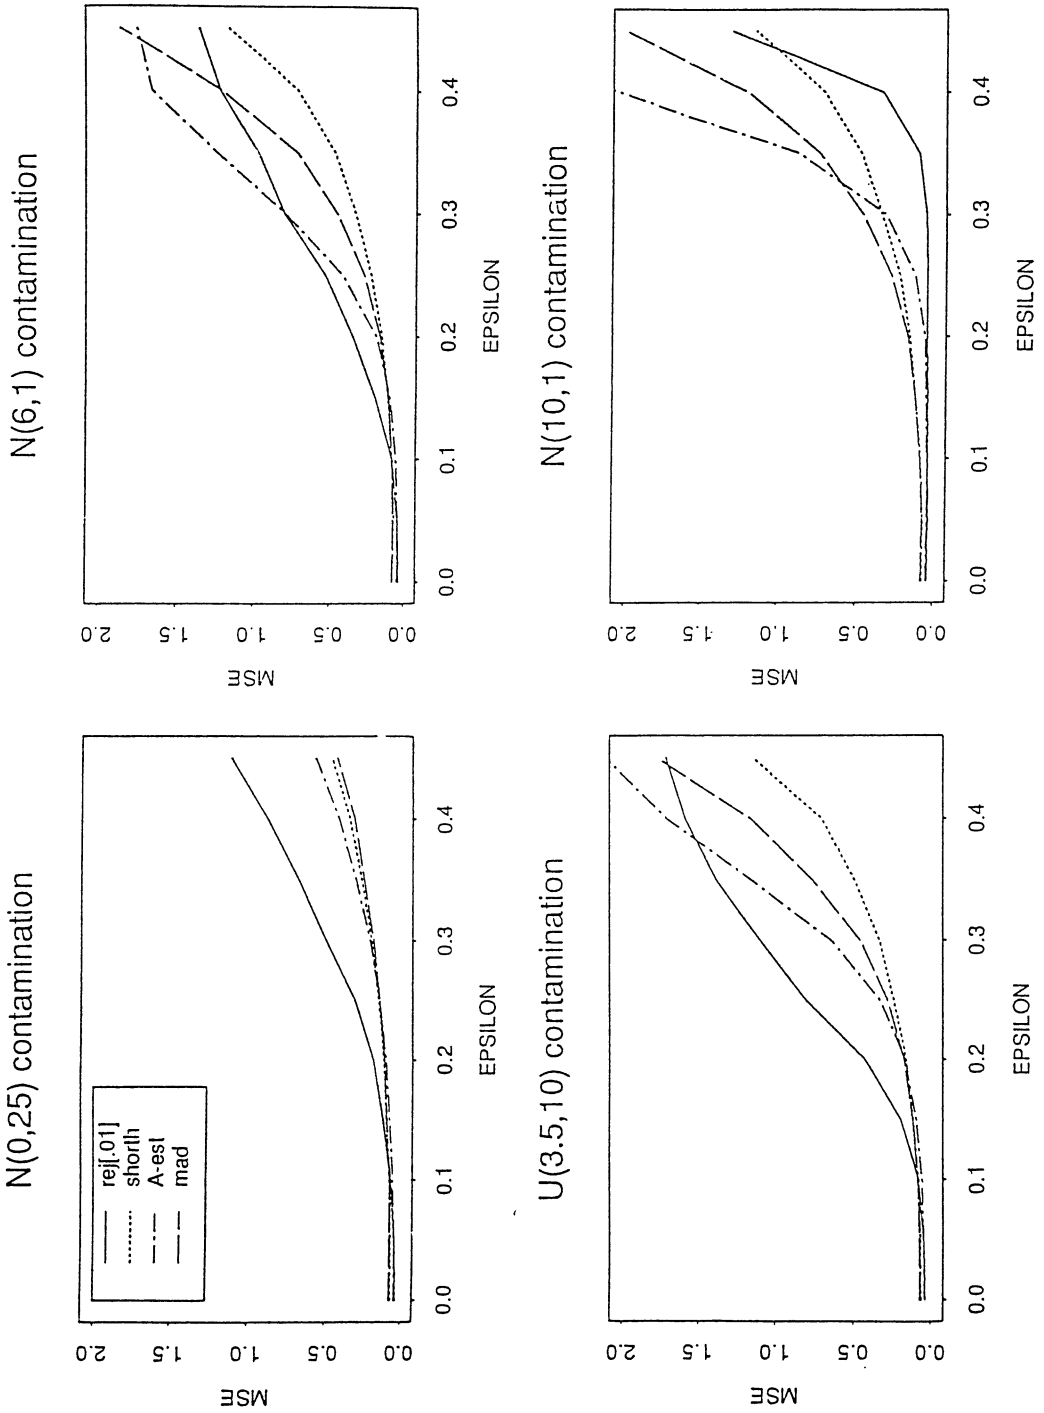 N(0,25) contamination
rej[.01]
shorth
A-est
mad
2.0
1.5
1.0
0.5
0.0
MSE
0.0 0.1 0.2 0.3 0.4
EPSILON
N(6,1) contamination
2.0
1.5
1.0
0.5
0.0
MSE
0.0 0.1 0.2 0.3 0.4
EPSILON
U(3.5,10) contamination
2.0
1.5
1.0
0.5
0.0
MSE
0.0 0.1 0.2 0.3 0.4
EPSILON
N(10,1) contamination
2.0
1.5
1.0
0.5
0.0
MSE
0.0 0.1 0.2 0.3 0.4
EPSILON